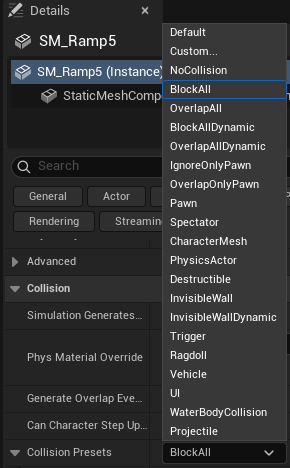 Details
SM_Ramp5
SM_Ramp5 (Instance)
StaticMeshCompo
Search
General
Actor
Rendering
Streamin
Advanced
Collision
Simulation Generates...
Phys Material Override
Generate Overlap Eve...
Can Character Step Up...
Collision Presets
BlockAll
Default
Custom...
NoCollision
BlockAll
OverlapAll
BlockAllDynamic
OverlapAllDynamic
IgnoreOnlyPawn
OverlapOnlyPawn
Pawn
Spectator
CharacterMesh
PhysicsActor
Destructible
InvisibleWall
InvisibleWallDynamic
Trigger
Ragdoll
Vehicle
UI
WaterBodyCollision
Projectile